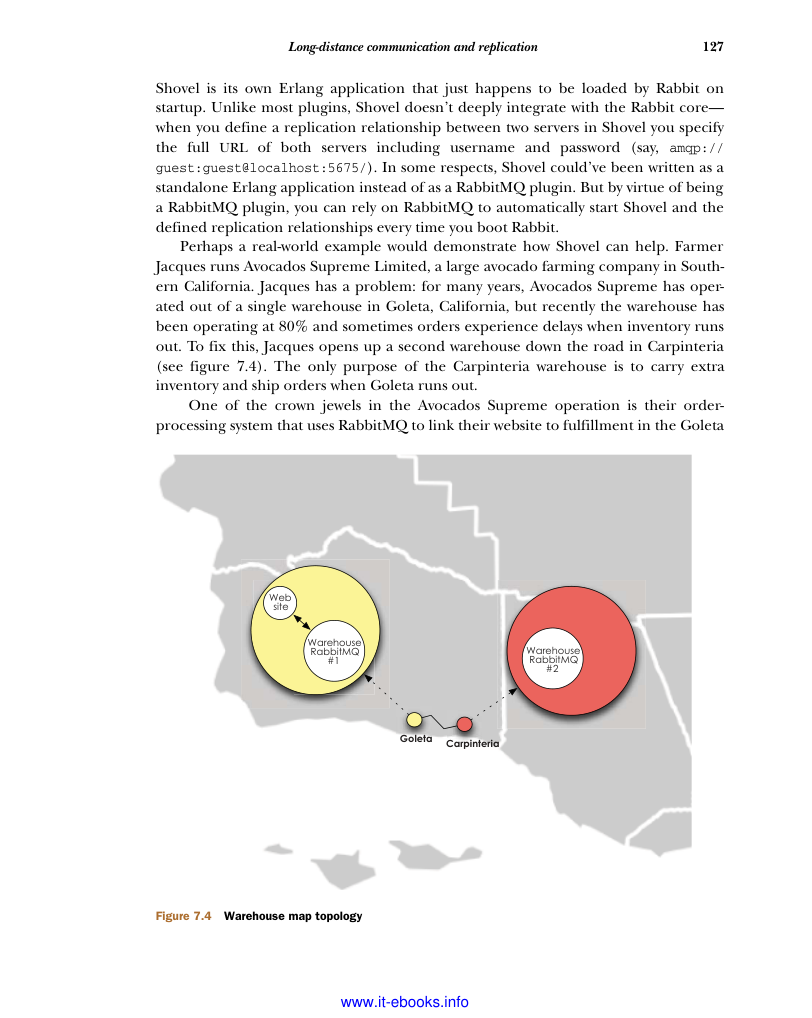 Long-distance communication and replication 127
Shovel is its own Erlang application that just happens to be loaded by Rabbit on
startup. Unlike most plugins, Shovel doesn't deeply integrate with the Rabbit core—
when you define a replication relationship between two servers in Shovel you specify
the full URL of both servers including username and password (say, amqp://
guest:guest@localhost:5675/). In some respects, Shovel could've been written as a
standalone Erlang application instead of as a RabbitMQ plugin. But by virtue of being
a RabbitMQ plugin, you can rely on RabbitMQ to automatically start Shovel and the
defined replication relationships every time you boot Rabbit.
Perhaps a real-world example would demonstrate how Shovel can help. Farmer
Jacques runs Avocados Supreme Limited, a large avocado farming company in South-
ern California. Jacques has a problem: for many years, Avocados Supreme has oper-
ated out of a single warehouse in Goleta, California, but recently the warehouse has
been operating at 80% and sometimes orders experience delays when inventory runs
out. To fix this, Jacques opens up a second warehouse down the road in Carpinteria
(see figure 7.4). The only purpose of the Carpinteria warehouse is to carry extra
inventory and ship orders when Goleta runs out.
One of the crown jewels in the Avocados Supreme operation is their order-
processing system that uses RabbitMQ to link their website to fulfillment in the Goleta
Web
site
Warehouse
RabbitMQ
#1
Warehouse
RabbitMQ
#2
Goleta
Carpinteria
Figure 7.4 Warehouse map topology
www.it-ebooks.info